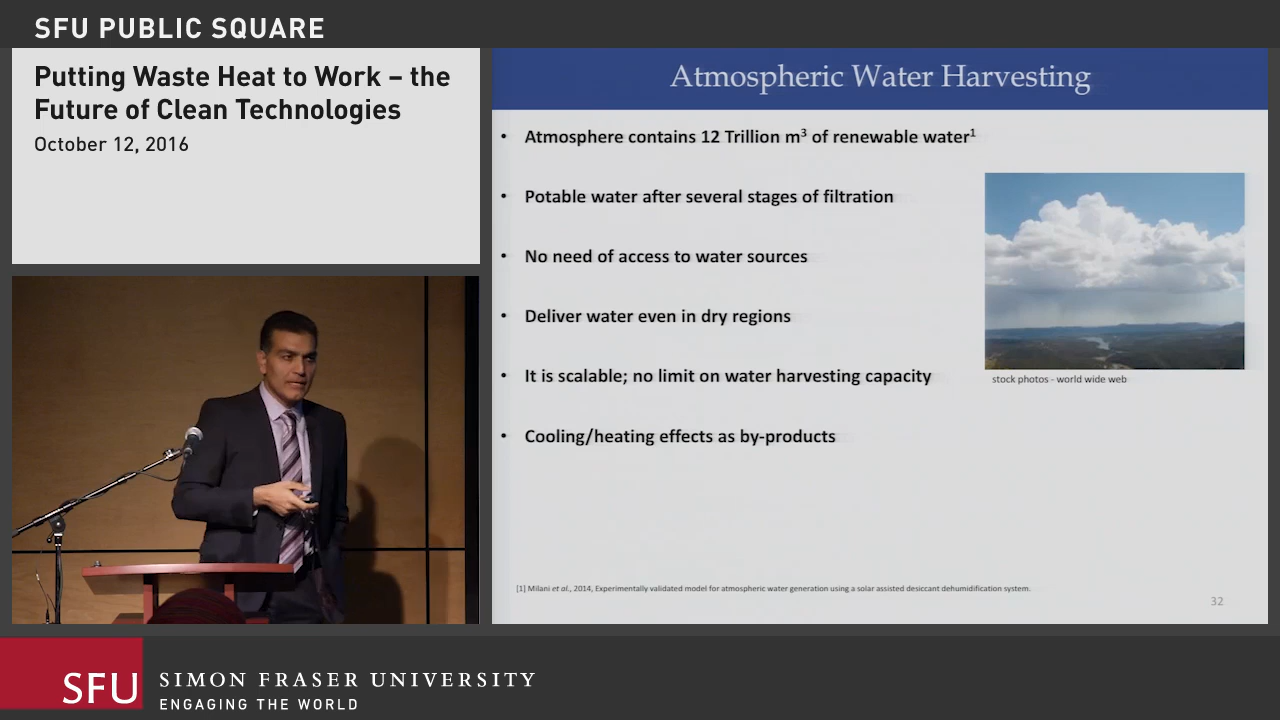 SFU PUBLIC SQUARE
Putting Waste Heat to Work – the
Future of Clean Technologies
October 12, 2016
Atmospheric Water Harvesting
• Atmosphere contains 12 Trillion m³ of renewable water¹
• Potable water after several stages of filtration
• No need of access to water sources
• Deliver water even in dry regions
• It is scalable; no limit on water harvesting capacity
• Cooling/heating effects as by-products
stock photos - world wide web
[1] Milani et al., 2014, Experimentally validated model for atmospheric water generation using a solar assisted desiccant dehumidification system.
32
SFU
SIMON FRASER UNIVERSITY
ENGAGING THE WORLD